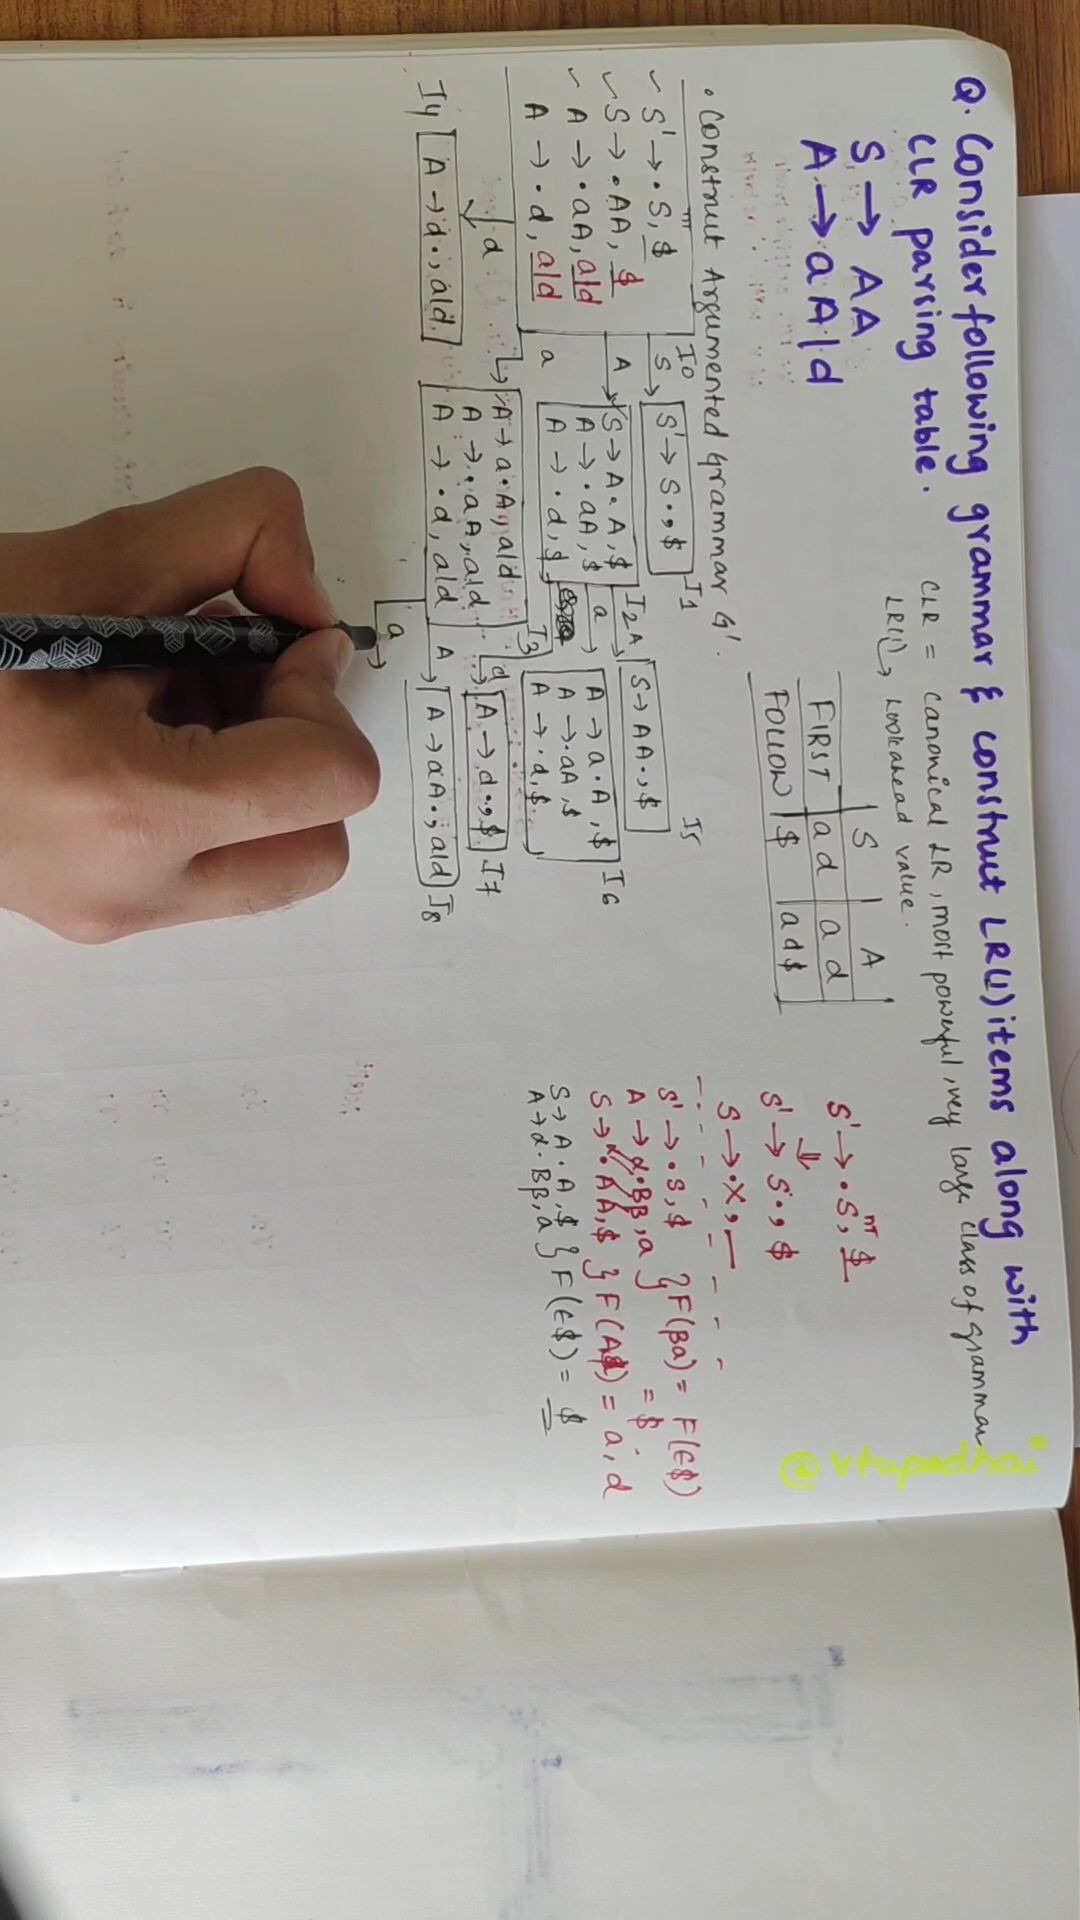 Q. Consider following grammar & construct LR(1) items along with
CLR parsing table.
S → AA
A → aA|d
CLR = canonical LR, most powerful, very large class of grammar
LR(1) ↳ Lookahead value.
@vtupadhai
S A
FIRST a d a d
FOLLOW $ a d $
• Construct Argumented Grammar G'.
S' → •S, $
S → •AA, $
A → •aA, a|d
A → •d, a|d
I0
S
S' → S•, $
I1
A
S → A•A, $
A → •aA, $
A → •d, $
I2
A
S → AA•, $
I5
a
A → a•A, $
A → •aA, $
A → •d, $
I6
d
A → d•, $
I7
a
A → a•A, a|d
A → •aA, a|d
A → •d, a|d
I3
A
A → aA•, a|d
I8
a
d
I4
A → d•, a|d
S' → •S, $
nT
⇓
S' → S•, $
S → •X, _
S' → •S, $
A → α•Bβ, a } F(βa) = F(ϵ$)
= $
S → •AA, $ } F(A$) = a, d
S → A•A, $
A → α•Bβ, a } F(ϵ$) = $